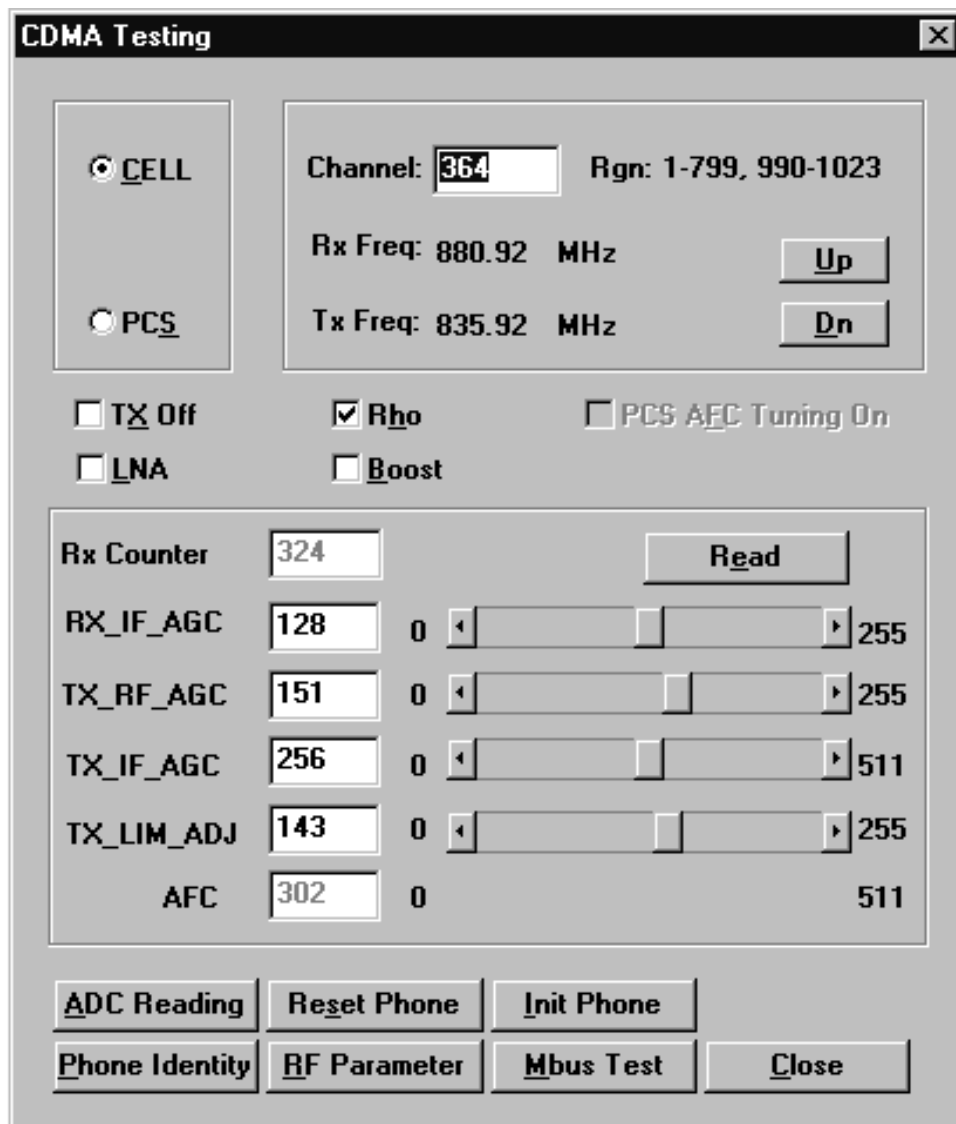 CDMA Testing
CELL
PCS
Channel: 364 Rgn: 1-799, 990-1023
Rx Freq: 880.92 MHz
Up
Tx Freq: 835.92 MHz
Dn
TX Off Rho PCS AFC Tuning On
LNA Boost
Rx Counter 324 Read
RX_IF_AGC 128 0 255
TX_RF_AGC 151 0 255
TX_IF_AGC 256 0 511
TX_LIM_ADJ 143 0 255
AFC 302 0 511
ADC Reading Reset Phone Init Phone
Phone Identity RF Parameter Mbus Test Close